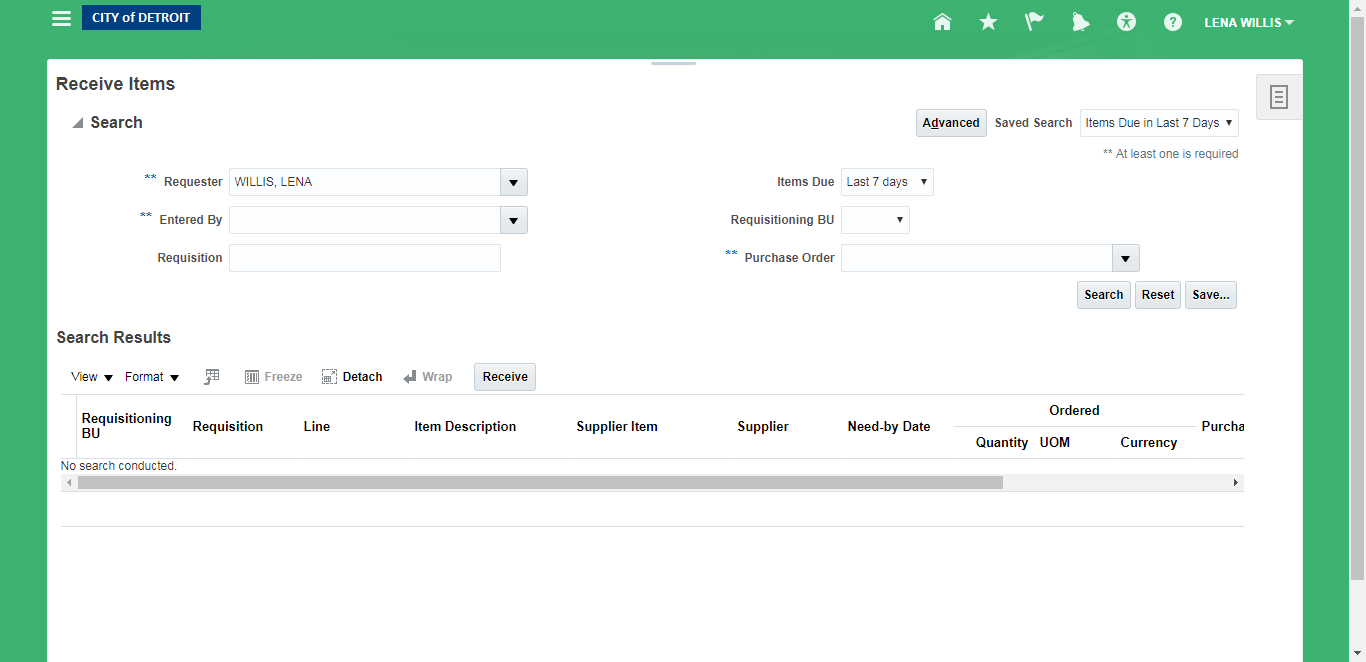 CITY of DETROIT
LENA WILLIS
Receive Items
Search
Advanced Saved Search Items Due in Last 7 Days
** At least one is required
** Requester WILLIS, LENA Items Due Last 7 days
** Entered By Requisitioning BU
Requisition ** Purchase Order
Search Reset Save...
Search Results
View Format Freeze Detach Wrap Receive
Requisitioning BU Requisition Line Item Description Supplier Item Supplier Need-by Date Ordered Purcha
Quantity UOM Currency
No search conducted.